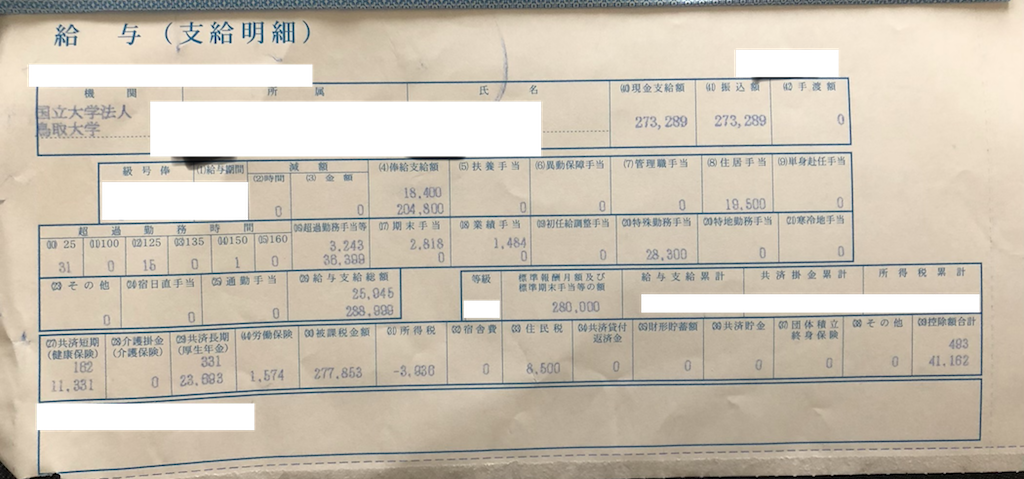 給 与 (支給明細)
機 関 所 属 氏 名 (40)現金支給額 (41)振込額 (42)手渡額
国立大学法人
鳥取大学 273,289 273,289 0
級号俸 (1)給与期間 減 額 (4)俸給支給額 (5)扶養手当 (6)異動保障手当 (7)管理職手当 (8)住居手当 (9)単身赴任手当
(2)時間 (3)金 額
18,400
0 0 204,800 0 0 0 19,500 0
超 過 勤 務 時 間 (16)超過勤務手当等 (17)期末手当 (18)業績手当 (19)初任給調整手当 (20)特殊勤務手当 (20)特地勤務手当 (21)寒冷地手当
(10)25 (11)100 (12)125 (13)135 (14)150 (15)160
3,243 2,818 1,484
31 0 15 0 1 0 36,399 0 0 0 28,300 0 0
(23)その他 (24)宿日直手当 (25)通勤手当 (26)給与支給総額 等級 標準報酬月額及び 給与支給累計 共済掛金累計 所得税累計
標準期末手当等の額
25,945
0 0 0 288,999 280,000
(27)共済短期 (28)介護掛金 (29)共済長期 (44)労働保険 (30)被課税金額 (31)所得税 (32)宿舎費 (33)住民税 (34)共済貸付 (35)財形貯蓄額 (36)共済貯金 (37)団体積立 (38)その他 (39)控除額合計
(健康保険) (介護保険) (厚生年金) 返済金 終身保険
162 331 493
11,331 0 23,693 1,574 277,853 -3,936 0 8,500 0 0 0 0 0 41,162